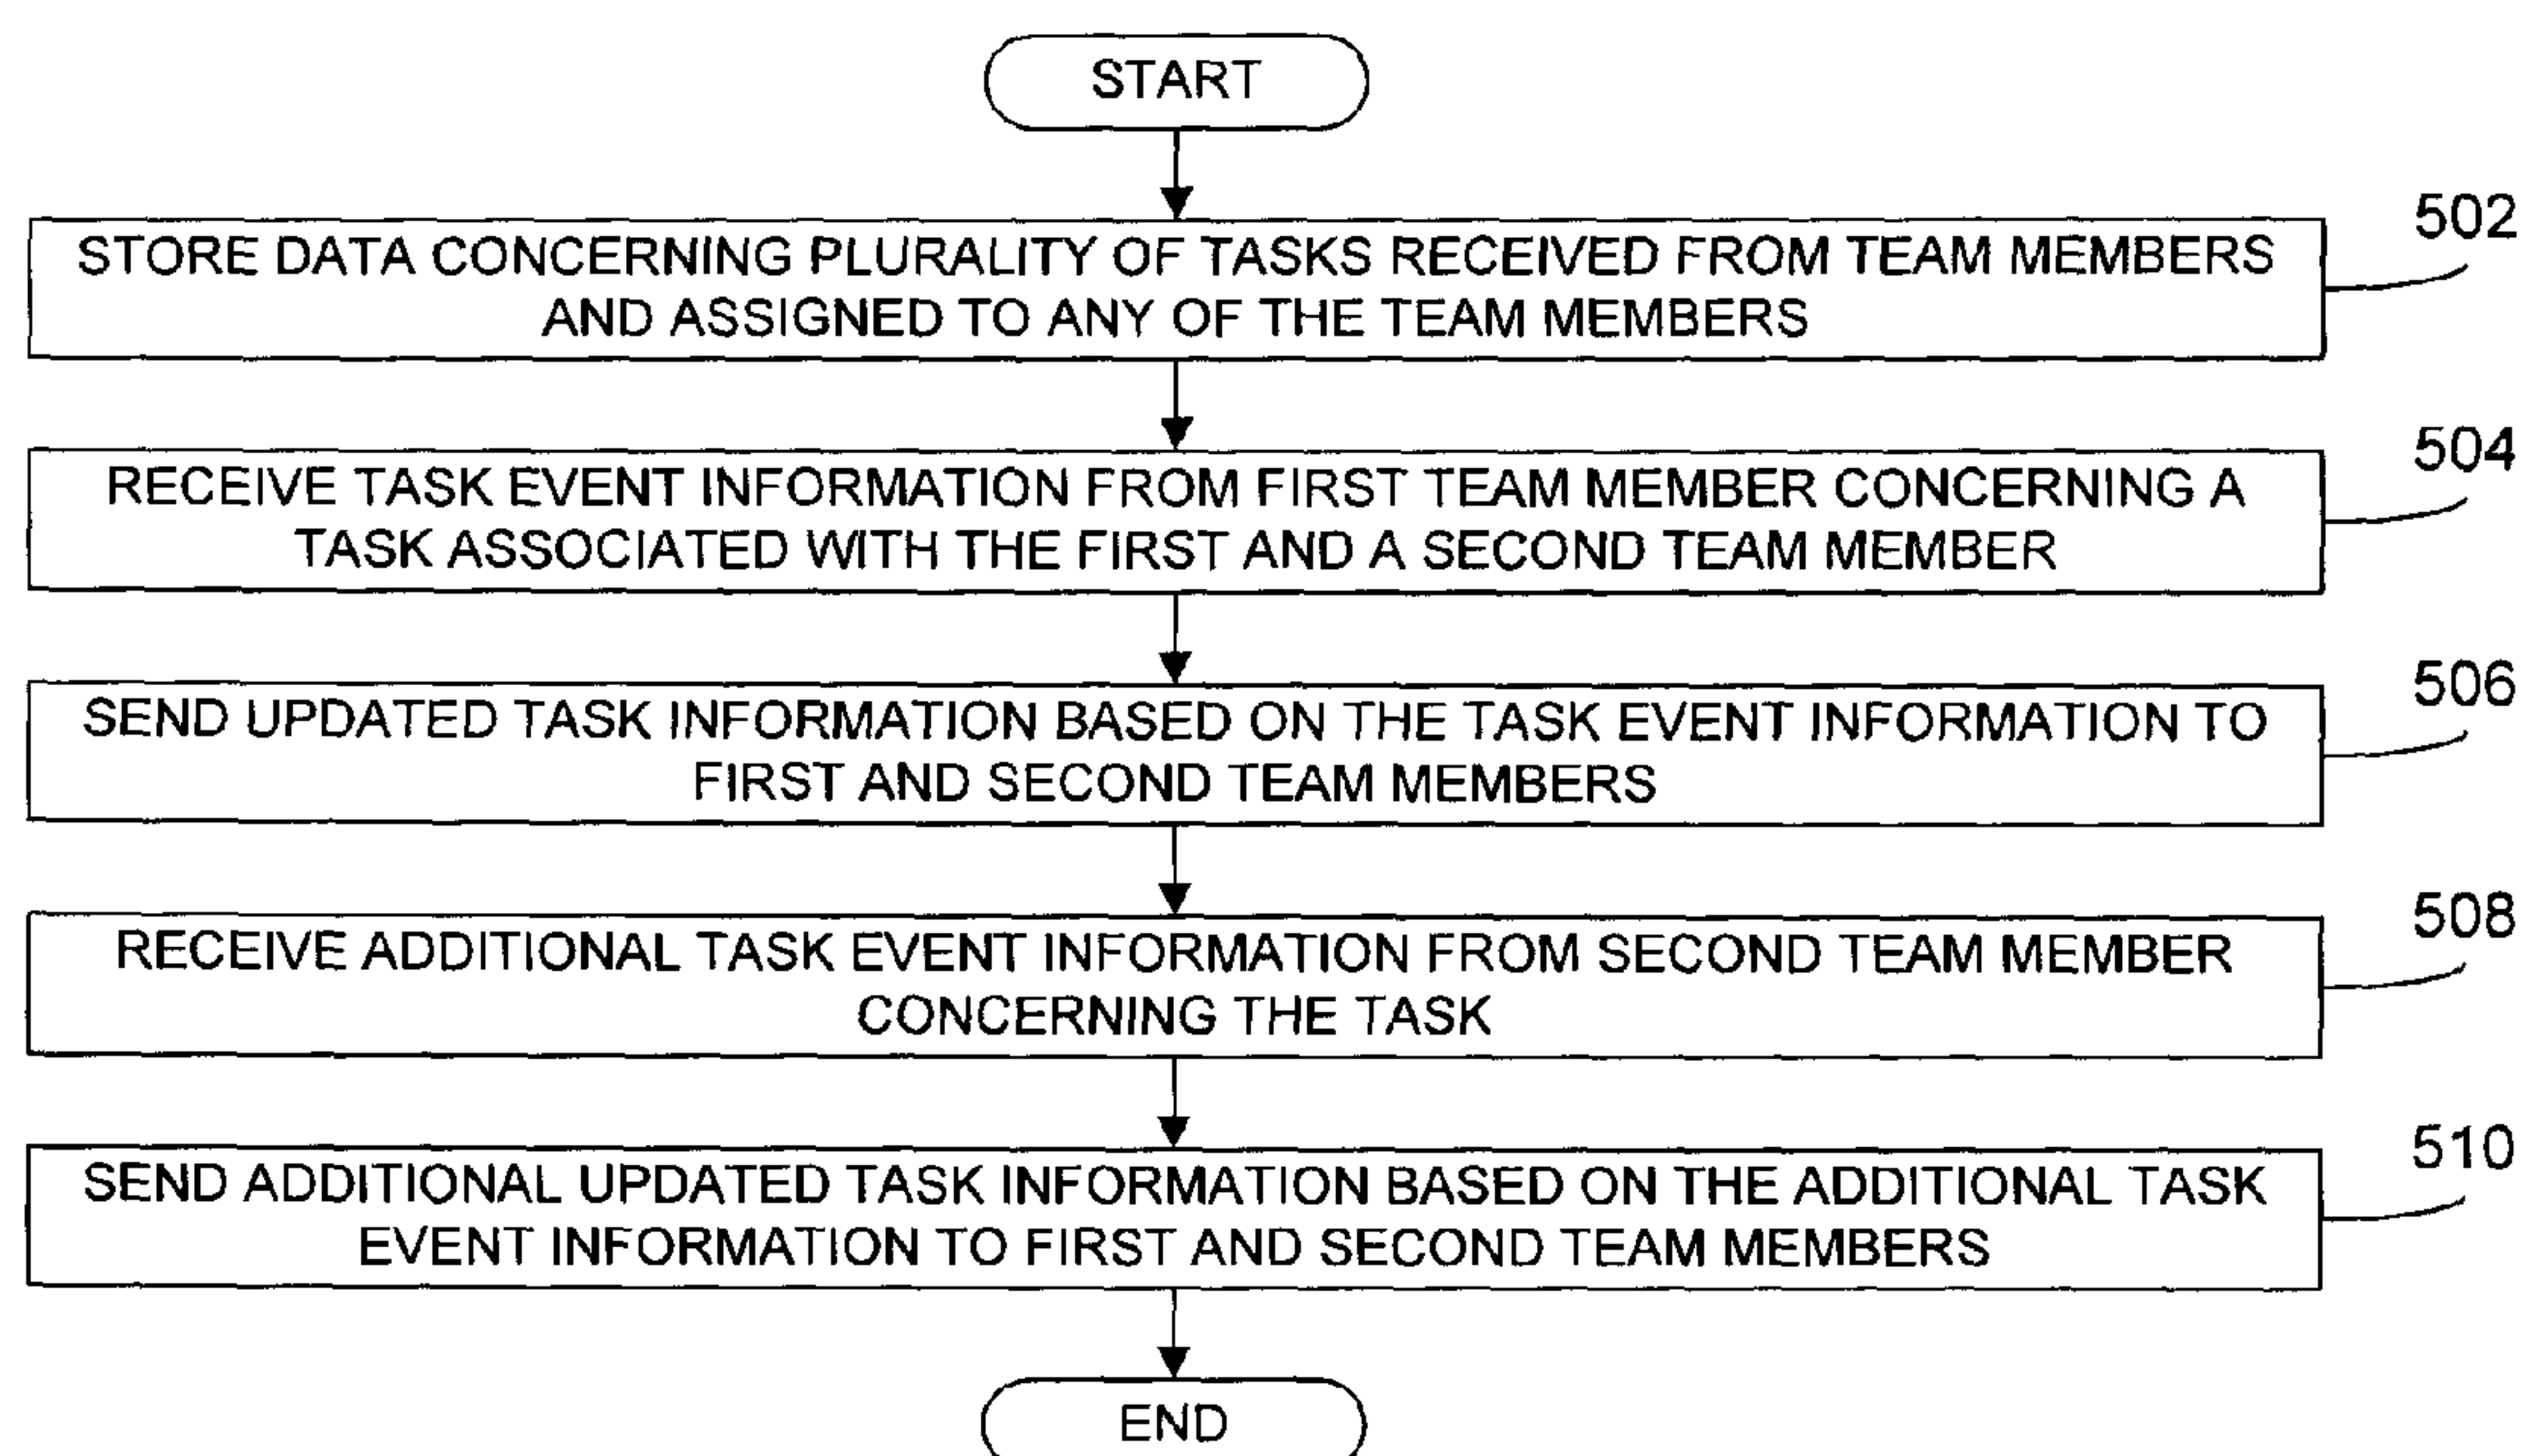 START
502
STORE DATA CONCERNING PLURALITY OF TASKS RECEIVED FROM TEAM MEMBERS
AND ASSIGNED TO ANY OF THE TEAM MEMBERS
504
RECEIVE TASK EVENT INFORMATION FROM FIRST TEAM MEMBER CONCERNING A
TASK ASSOCIATED WITH THE FIRST AND A SECOND TEAM MEMBER
506
SEND UPDATED TASK INFORMATION BASED ON THE TASK EVENT INFORMATION TO
FIRST AND SECOND TEAM MEMBERS
508
RECEIVE ADDITIONAL TASK EVENT INFORMATION FROM SECOND TEAM MEMBER
CONCERNING THE TASK
510
SEND ADDITIONAL UPDATED TASK INFORMATION BASED ON THE ADDITIONAL TASK
EVENT INFORMATION TO FIRST AND SECOND TEAM MEMBERS
END